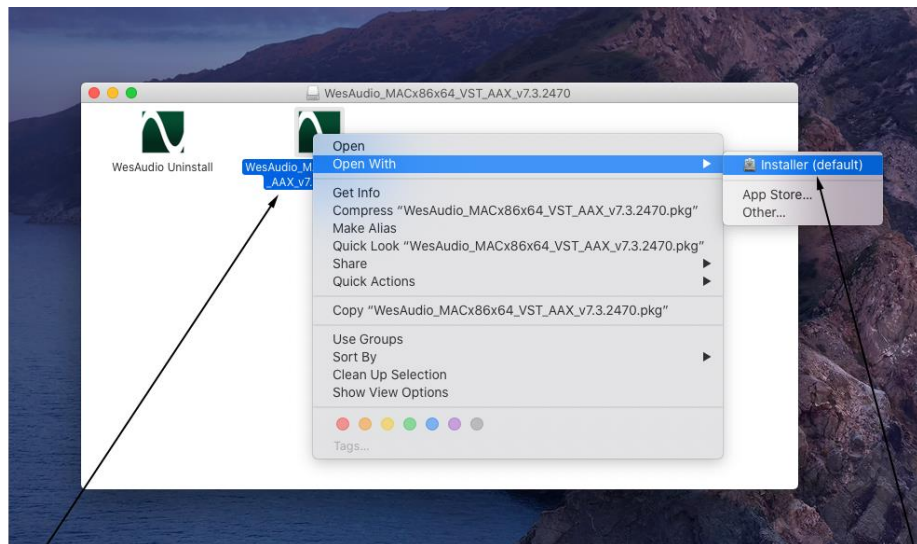 WesAudio_MACx86x64_VST_AAX_v7.3.2470
WesAudio Uninstall
WesAudio_M
_AAX_v7.
Open
Open With
Installer (default)
App Store...
Other...
Get Info
Compress “WesAudio_MACx86x64_VST_AAX_v7.3.2470.pkg”
Make Alias
Quick Look “WesAudio_MACx86x64_VST_AAX_v7.3.2470.pkg”
Share
Quick Actions
Copy “WesAudio_MACx86x64_VST_AAX_v7.3.2470.pkg”
Use Groups
Sort By
Clean Up Selection
Show View Options
Tags...